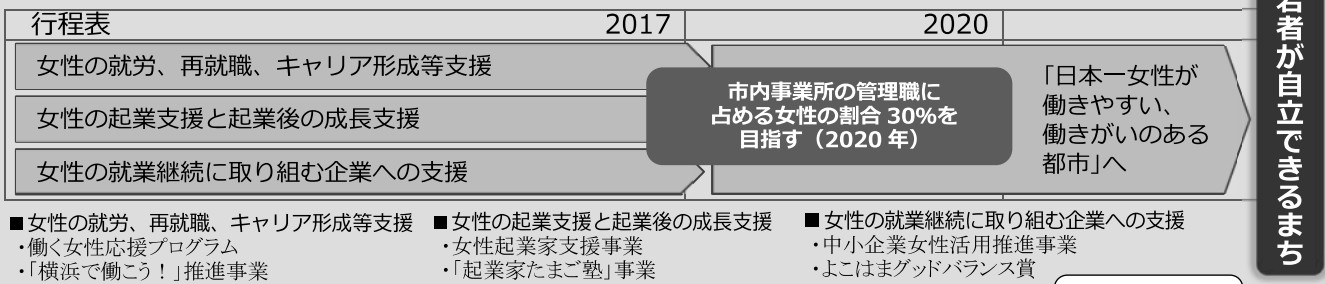 行程表 2017 2020
女性の就労、再就職、キャリア形成等支援
女性の起業支援と起業後の成長支援
女性の就業継続に取り組む企業への支援
市内事業所の管理職に
占める女性の割合 30％を
目指す（2020 年）
「日本一女性が
働きやすい、
働きがいのある
都市」へ
■女性の就労、再就職、キャリア形成等支援
・働く女性応援プログラム
・「横浜で働こう！」推進事業
■女性の起業支援と起業後の成長支援
・女性起業家支援事業
・「起業家たまご塾」事業
■女性の就業継続に取り組む企業への支援
・中小企業女性活用推進事業
・よこはまグッドバランス賞
者が自立できるまち